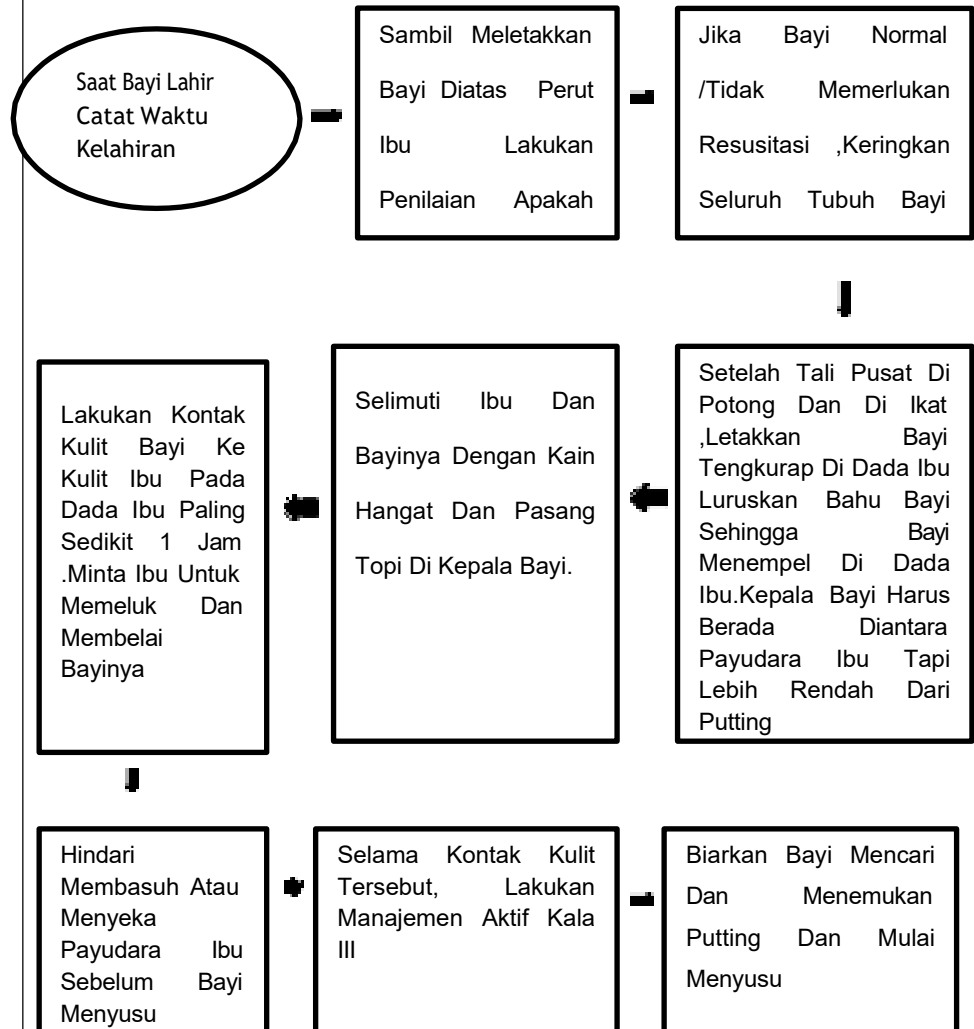 Saat Bayi Lahir
Catat Waktu
Kelahiran
Sambil Meletakkan
Bayi Diatas Perut
Ibu Lakukan
Penilaian Apakah
Jika Bayi Normal
/Tidak Memerlukan
Resusitasi ,Keringkan
Seluruh Tubuh Bayi
Setelah Tali Pusat Di
Potong Dan Di Ikat
,Letakkan Bayi
Tengkurap Di Dada Ibu
Luruskan Bahu Bayi
Sehingga Bayi
Menempel Di Dada
Ibu.Kepala Bayi Harus
Berada Diantara
Payudara Ibu Tapi
Lebih Rendah Dari
Putting
Selimuti Ibu Dan
Bayinya Dengan Kain
Hangat Dan Pasang
Topi Di Kepala Bayi.
Lakukan Kontak
Kulit Bayi Ke
Kulit Ibu Pada
Dada Ibu Paling
Sedikit 1 Jam
.Minta Ibu Untuk
Memeluk Dan
Membelai
Bayinya
Hindari
Membasuh Atau
Menyeka
Payudara Ibu
Sebelum Bayi
Menyusu
Selama Kontak Kulit
Tersebut, Lakukan
Manajemen Aktif Kala
III
Biarkan Bayi Mencari
Dan Menemukan
Putting Dan Mulai
Menyusu